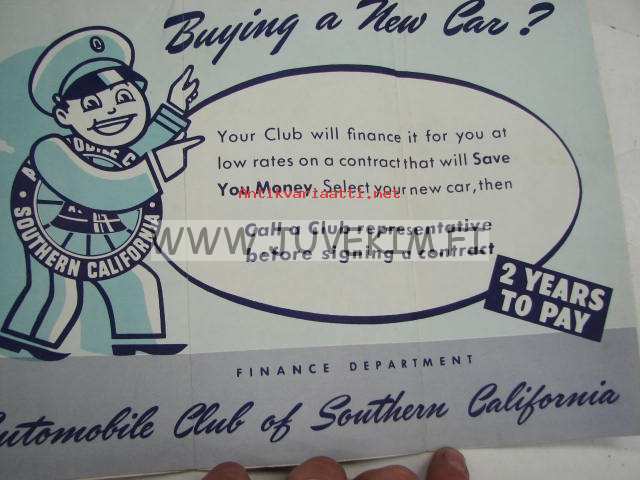 Buying a New Car?
Your Club will finance it for you at
low rates on a contract that will Save
You Money. Select your new car, then
Antikvariaatti.net
Call a Club representative
before signing a contract
WWW.JUVEKIM.FI
SOUTHERN CALIFORNIA
2 YEARS
TO PAY
FINANCE DEPARTMENT
Automobile Club of Southern California